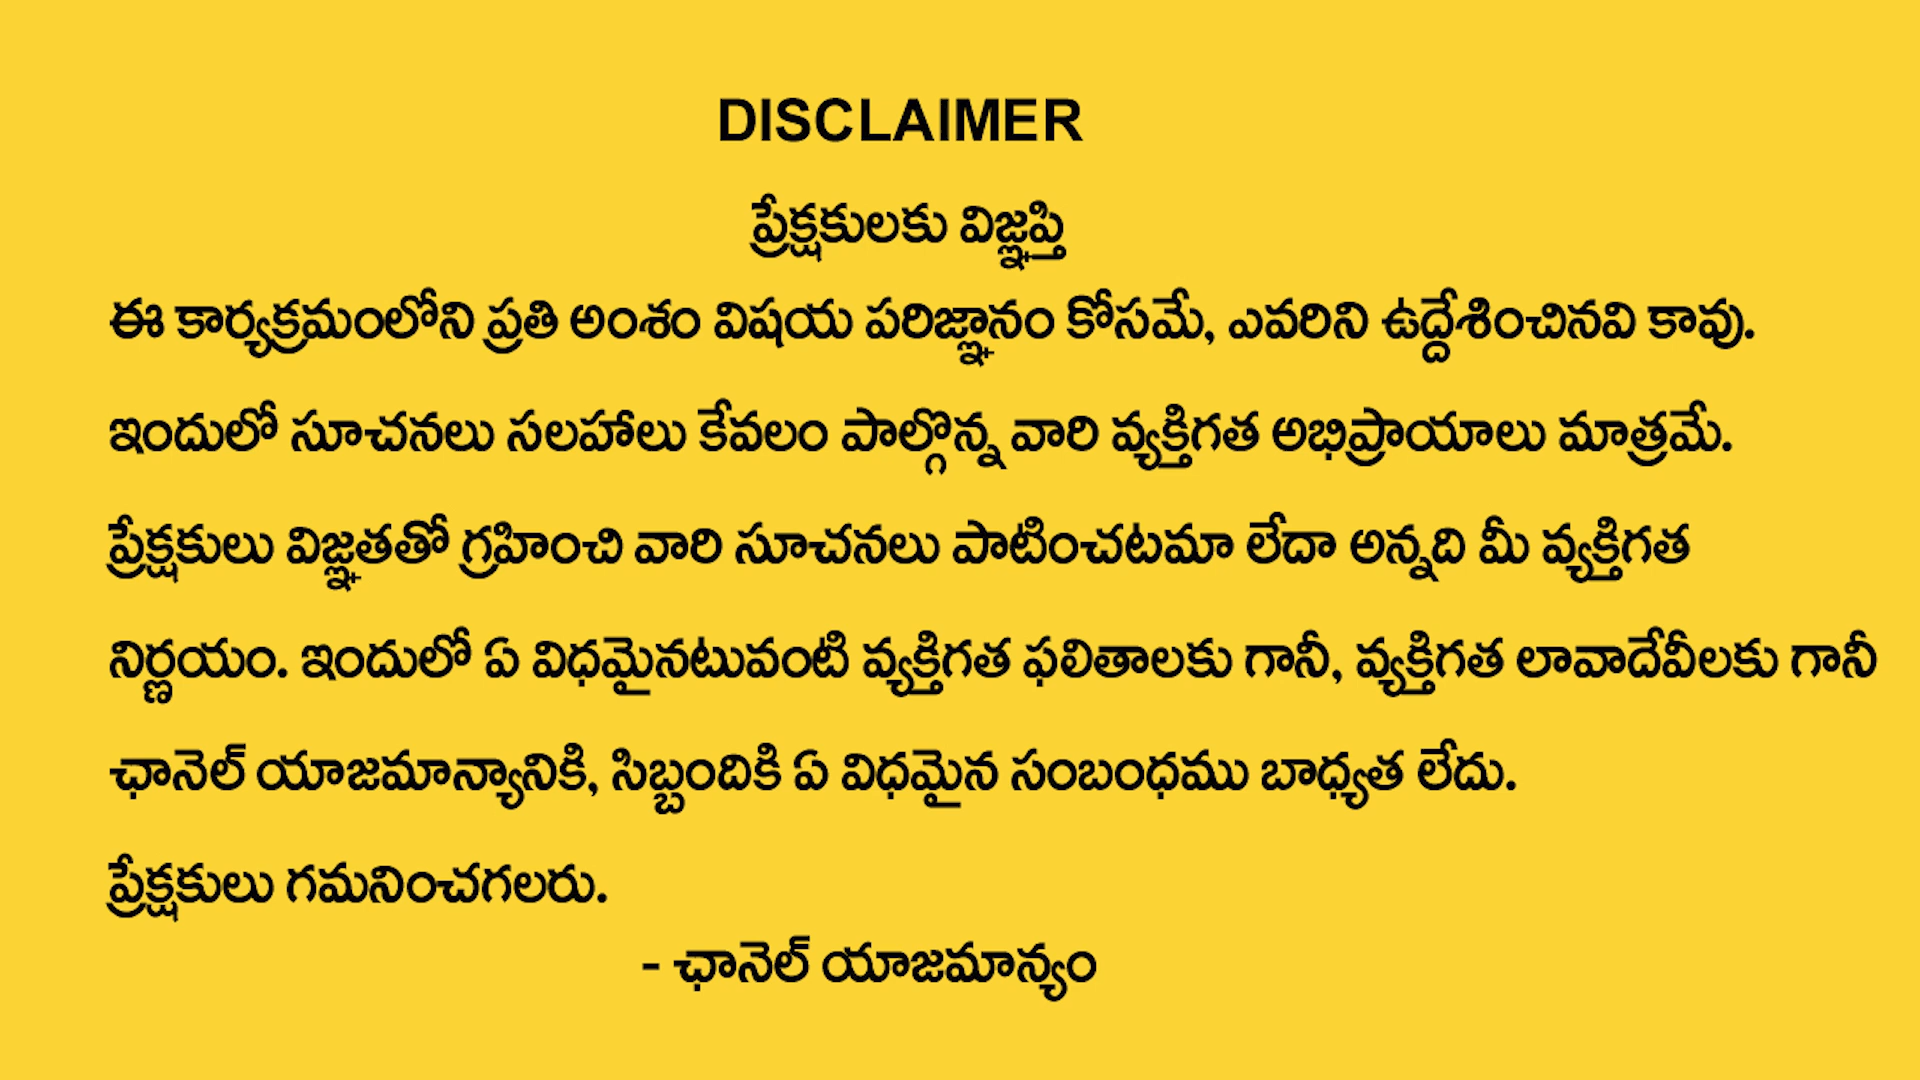 DISCLAIMER
ప్రేక్షకులకు విజ్ఞప్తి
ఈ కార్యక్రమంలోని ప్రతి అంశం విషయ పరిజ్ఞానం కోసమే, ఎవరిని ఉద్దేశించినవి కావు.
ఇందులో సూచనలు సలహాలు కేవలం పాల్గొన్న వారి వ్యక్తిగత అభిప్రాయాలు మాత్రమే.
ప్రేక్షకులు విజ్ఞతతో గ్రహించి వారి సూచనలు పాటించటమా లేదా అన్నది మీ వ్యక్తిగత
నిర్ణయం. ఇందులో ఏ విధమైనటువంటి వ్యక్తిగత ఫలితాలకు గానీ, వ్యక్తిగత లావాదేవీలకు గానీ
ఛానెల్ యాజమాన్యానికి, సిబ్బందికి ఏ విధమైన సంబంధము బాధ్యత లేదు.
ప్రేక్షకులు గమనించగలరు.
- ఛానెల్ యాజమాన్యం